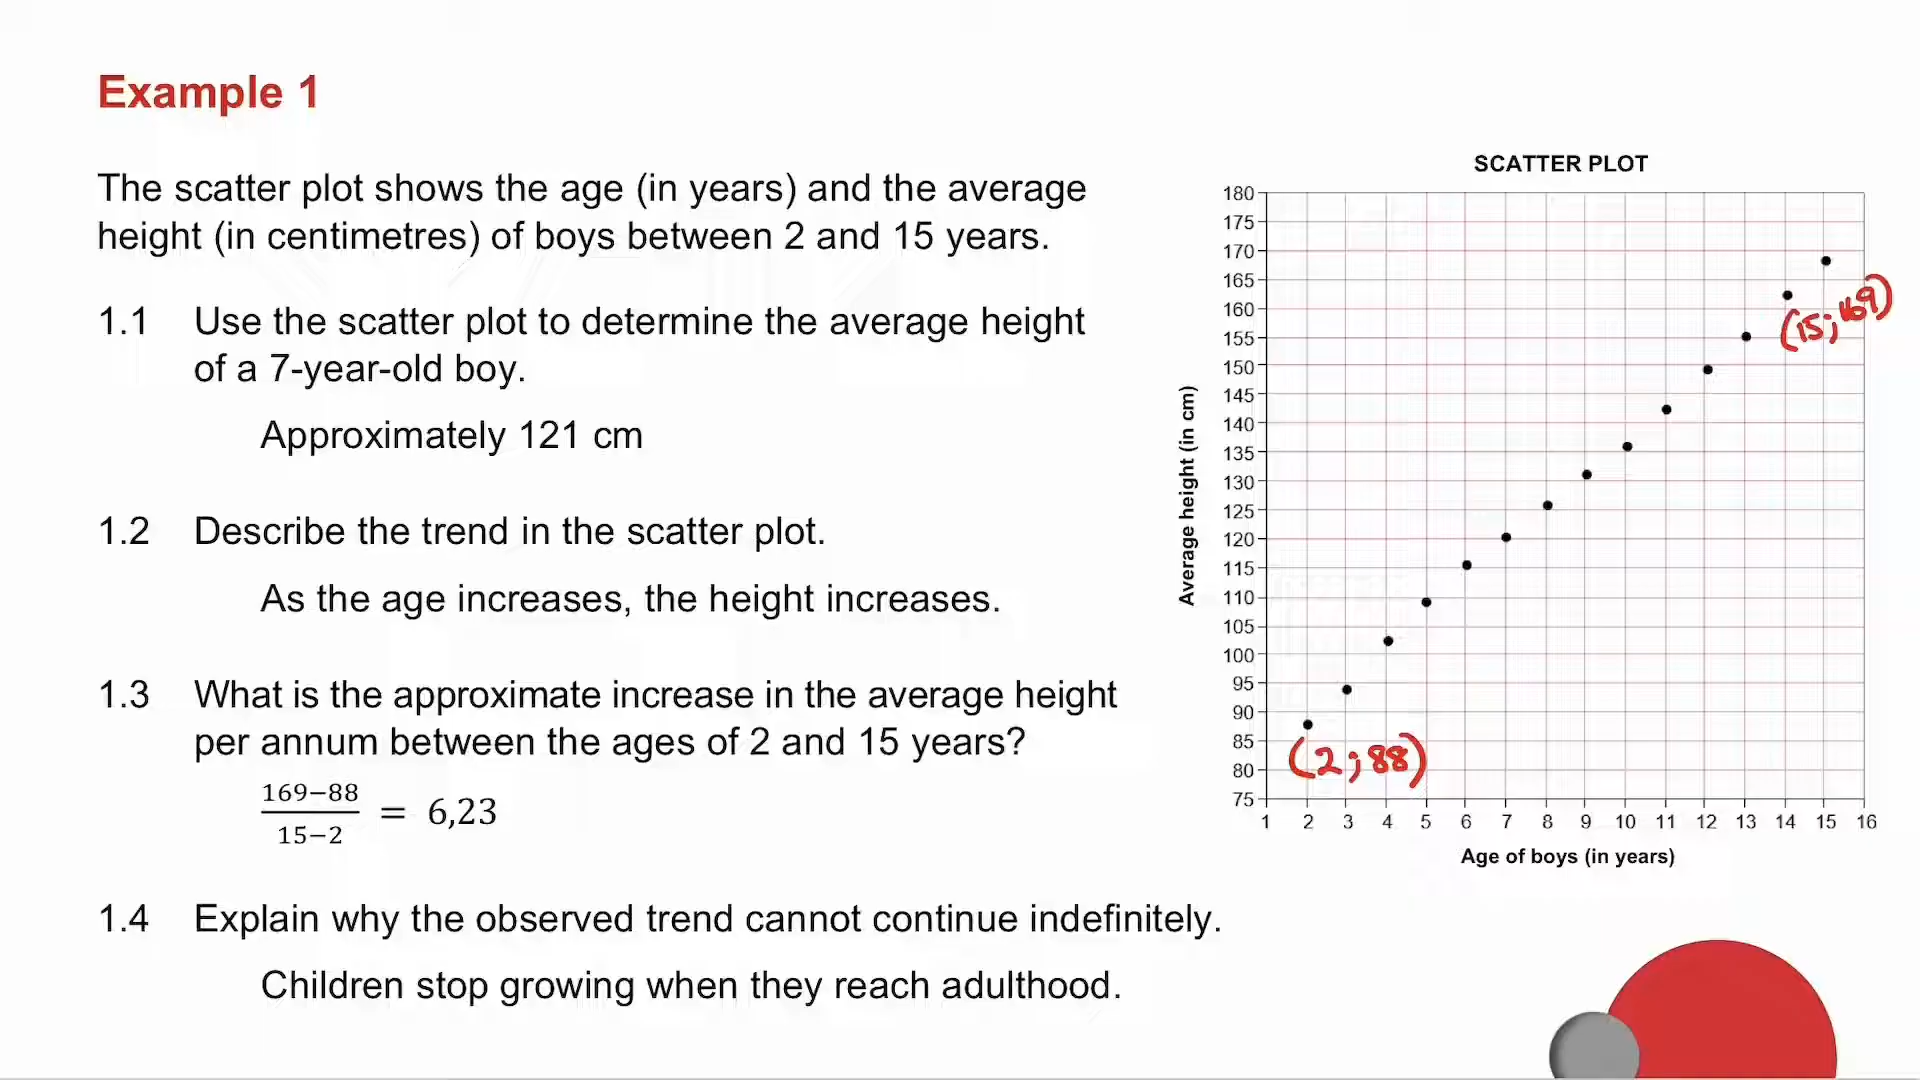 Example 1
The scatter plot shows the age (in years) and the average
height (in centimetres) of boys between 2 and 15 years.
1.1 Use the scatter plot to determine the average height
of a 7-year-old boy.
Approximately 121 cm
1.2 Describe the trend in the scatter plot.
As the age increases, the height increases.
1.3 What is the approximate increase in the average height
per annum between the ages of 2 and 15 years?
169−88
15−2
= 6,23
1.4 Explain why the observed trend cannot continue indefinitely.
Children stop growing when they reach adulthood.
SCATTER PLOT
Average height (in cm)
180
175
170
165
160
155
150
145
140
135
130
125
120
115
110
105
100
95
90
85
80
75
(15; 169)
(2; 88)
1 2 3 4 5 6 7 8 9 10 11 12 13 14 15 16
Age of boys (in years)